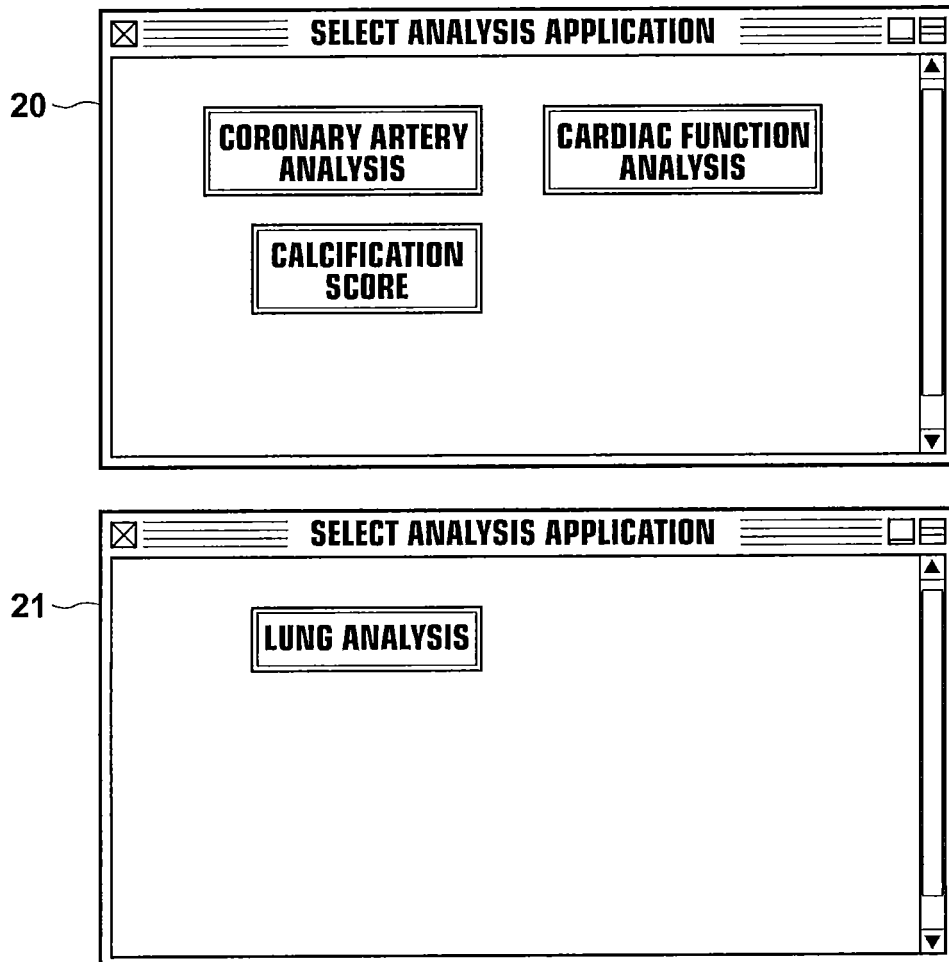 SELECT ANALYSIS APPLICATION
20
CORONARY ARTERY
ANALYSIS
CARDIAC FUNCTION
ANALYSIS
CALCIFICATION
SCORE
SELECT ANALYSIS APPLICATION
21
LUNG ANALYSIS